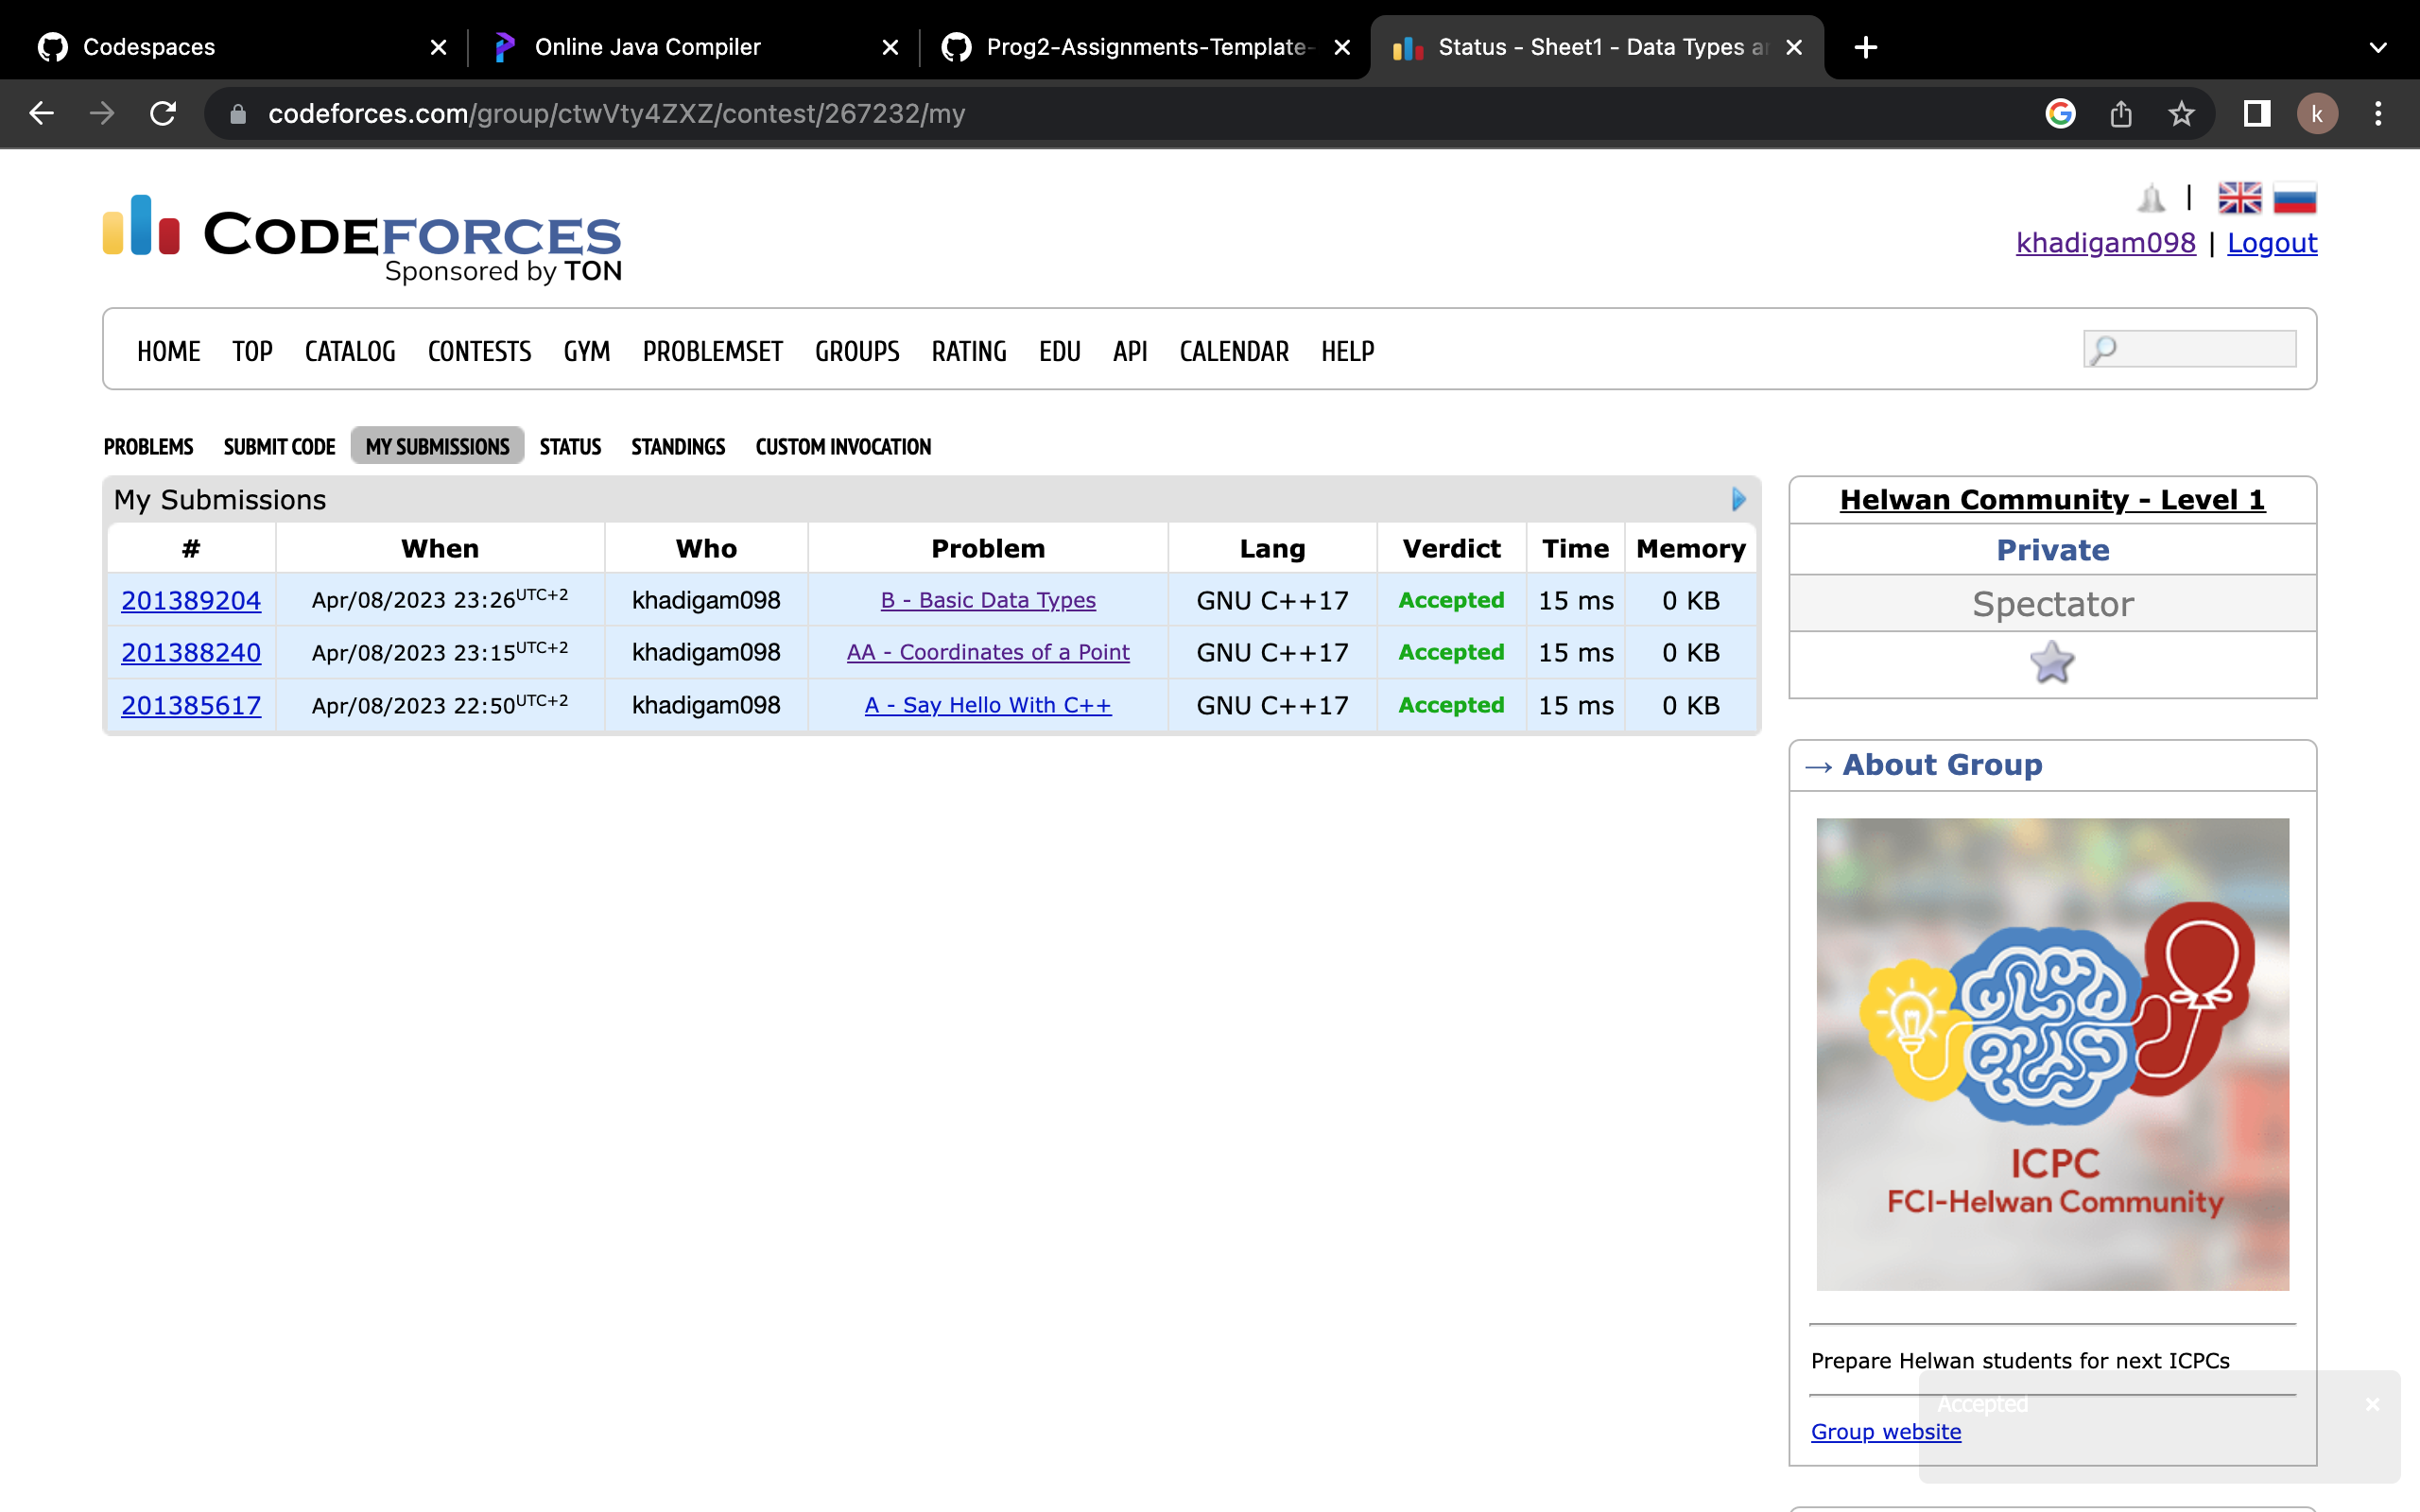 Codespaces
Online Java Compiler
Prog2-Assignments-Template-
Status - Sheet1 - Data Types a
codeforces.com/group/ctwVty4ZXZ/contest/267232/my
k
CODEFORCES
Sponsored by TON
|
khadigam098 | Logout
HOME TOP CATALOG CONTESTS GYM PROBLEMSET GROUPS RATING EDU API CALENDAR HELP
PROBLEMS SUBMIT CODE MY SUBMISSIONS STATUS STANDINGS CUSTOM INVOCATION
My Submissions
# When Who Problem Lang Verdict Time Memory
201389204 Apr/08/2023 23:26UTC+2 khadigam098 B - Basic Data Types GNU C++17 Accepted 15 ms 0 KB
201388240 Apr/08/2023 23:15UTC+2 khadigam098 AA - Coordinates of a Point GNU C++17 Accepted 15 ms 0 KB
201385617 Apr/08/2023 22:50UTC+2 khadigam098 A - Say Hello With C++ GNU C++17 Accepted 15 ms 0 KB
Helwan Community - Level 1
Private
Spectator
→ About Group
ICPC
FCI-Helwan Community
Prepare Helwan students for next ICPCs
Accepted
Group website